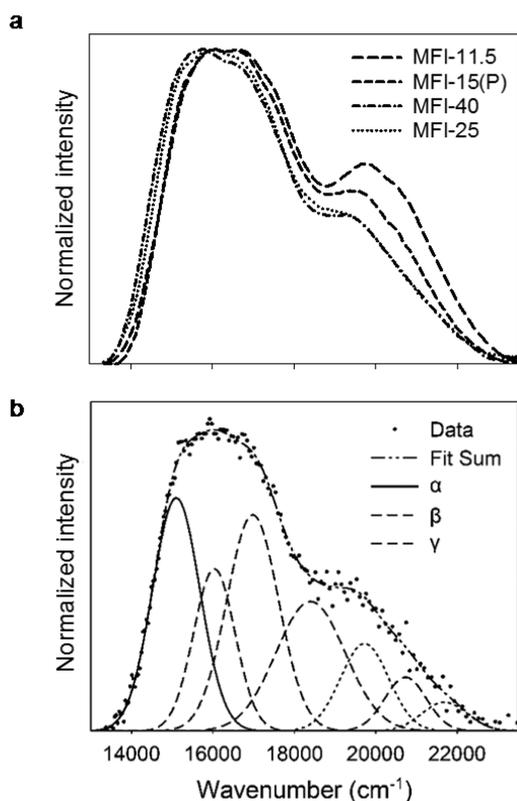 a
Normalized intensity
MFI-11.5
MFI-15(P)
MFI-40
MFI-25
14000 16000 18000 20000 22000
b
Normalized intensity
Data
Fit Sum
α
β
γ
Wavenumber (cm⁻¹)